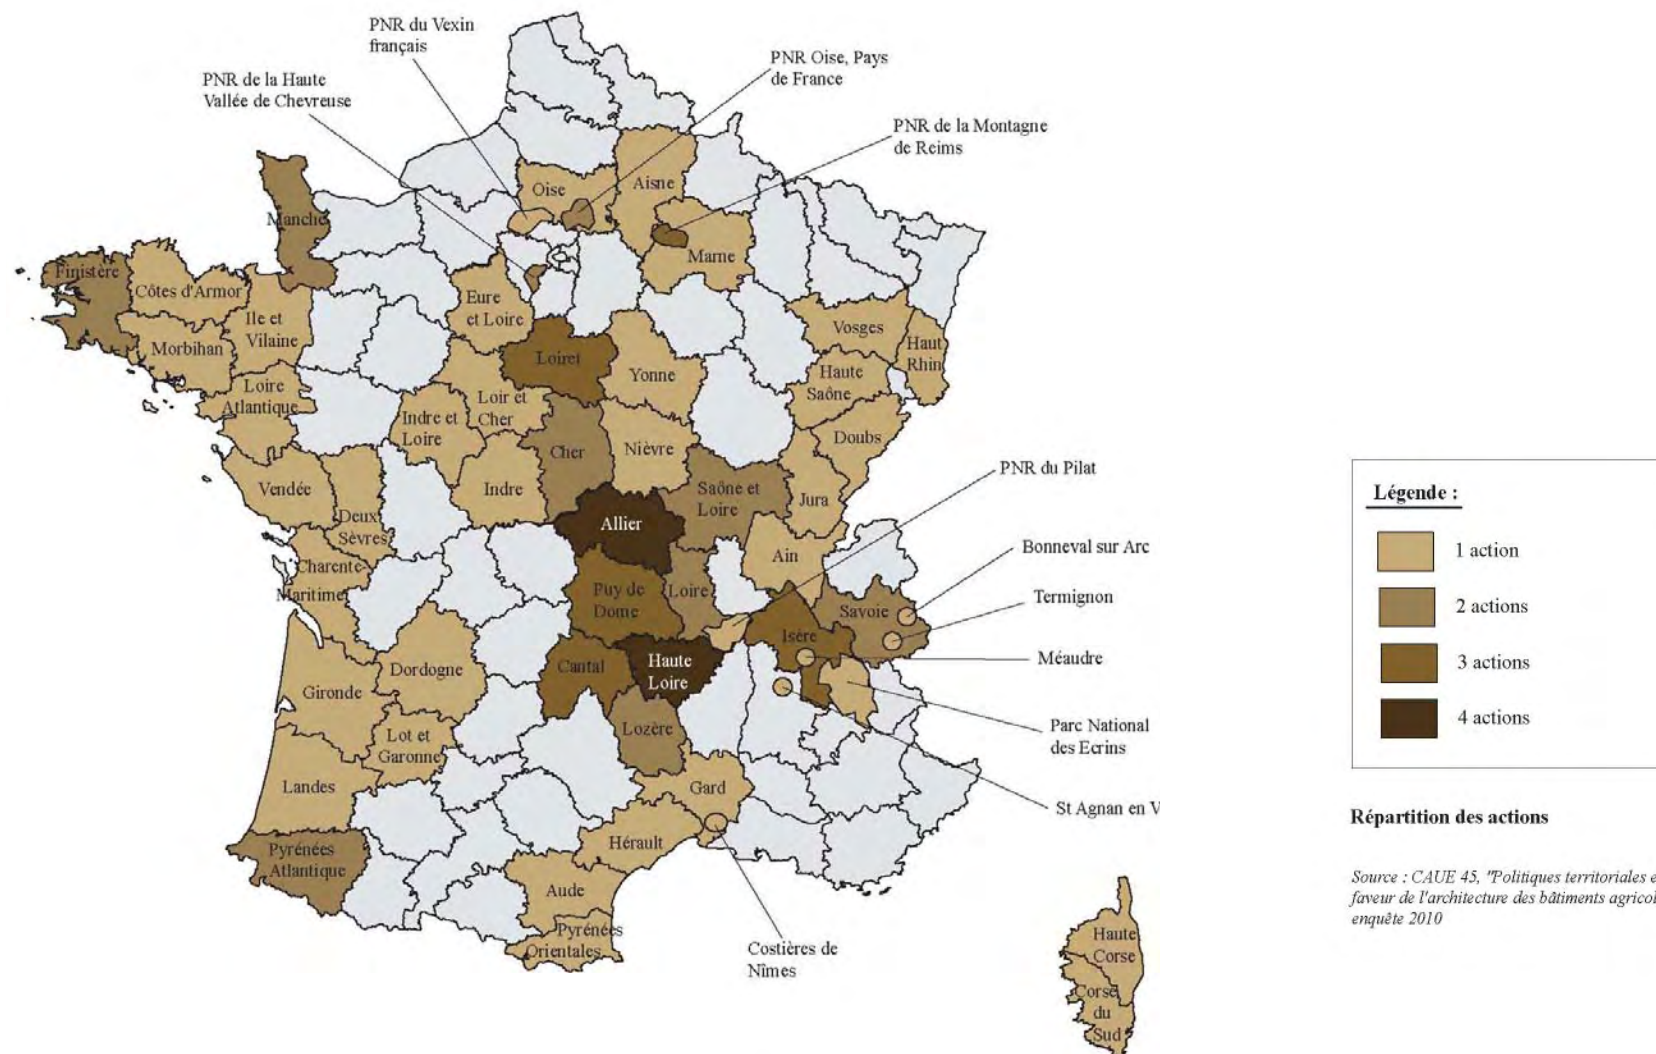 PNR du Vexin
français
PNR Oise, Pays
de France
PNR de la Haute
Vallée de Chevreuse
PNR de la Montagne
de Reims
Oise
Aisne
Manche
Marne
Finistère
Côtes d'Armor
Ile et
Vilaine
Eure
et Loire
Vosges
Haut
Rhin
Morbihan
Loiret
Yonne
Haute
Saône
Loire
Atlantique
Loir et
Cher
Indre et
Loire
Doubs
Cher
Nièvre
PNR du Pilat
Vendée
Indre
Saône et
Loire
Jura
Deux
Sèvres
Allier
Ain
Bonneval sur Arc
Charente-
Maritime
Puy de
Dome
Loire
Savoie
Termignon
Isère
Méaudre
Dordogne
Cantal
Haute
Loire
Gironde
Parc National
des Ecrins
Lot et
Garonne
Lozère
Landes
Gard
St Agnan en V
Pyrénées
Atlantique
Hérault
Aude
Pyrénées
Orientales
Costières de
Nîmes
Haute
Corse
Corse
du
Sud
Légende :
1 action
2 actions
3 actions
4 actions
Répartition des actions
Source : CAUE 45, "Politiques territoriales e
faveur de l'architecture des bâtiments agricol
enquête 2010